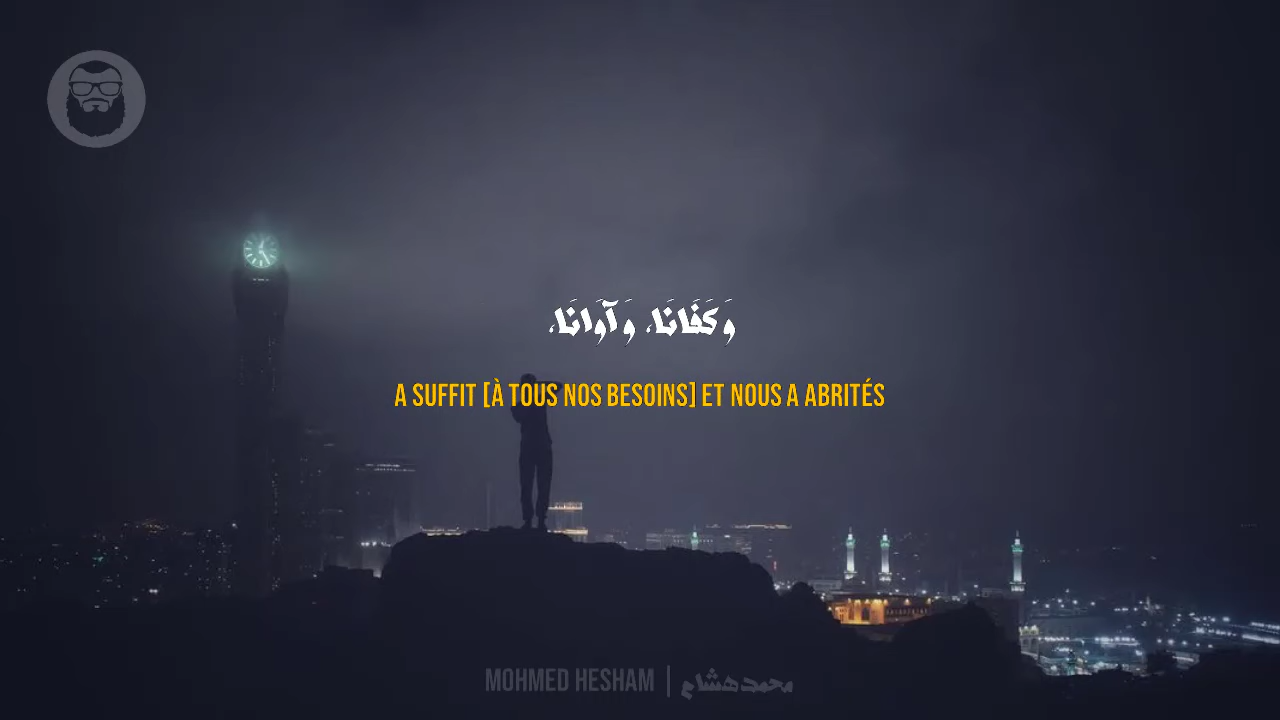 وَكَفَانَا، وَآوَانَا،
A SUFFIT [À TOUS NOS BESOINS] ET NOUS A ABRITÉS
MOHMED HESHAM | محمد هشام